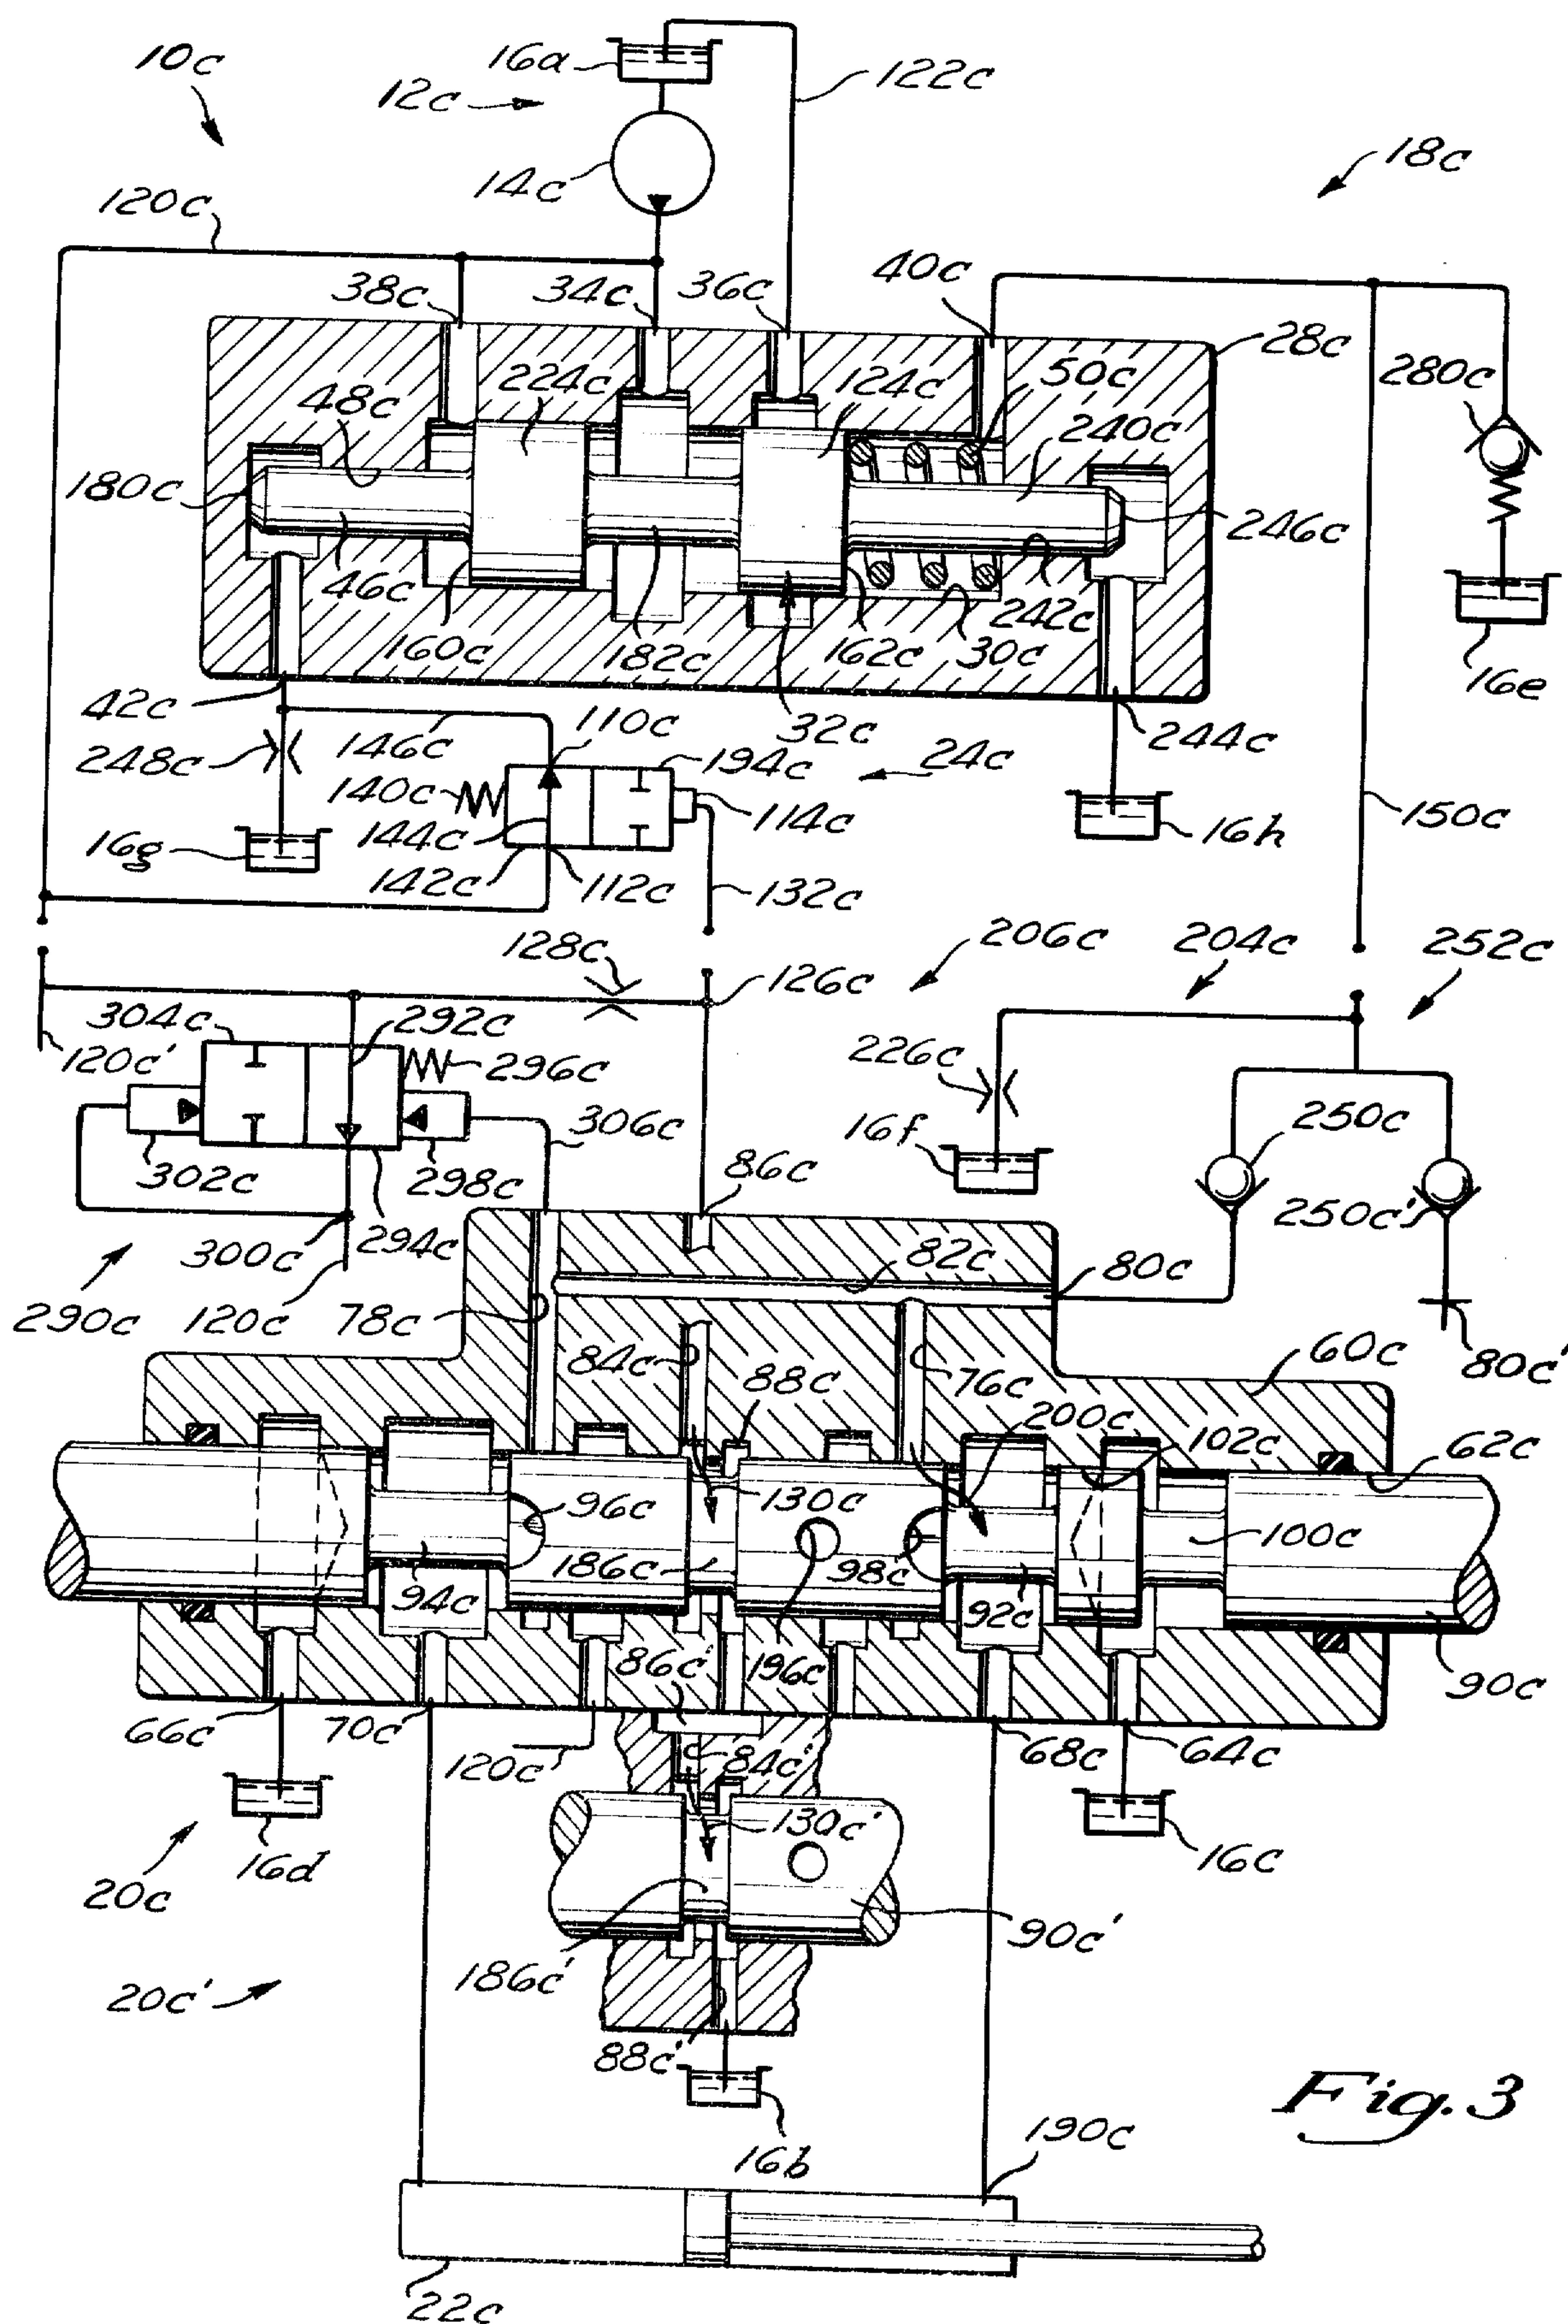 10c
16a
12c
122c
14c
18c
120c
38c
34c
36c
40c
28c
224c
124c
50c
280c
48c
240c
180c
246c
46c
160c
182c
162c
30c
242c
16e
42c
146c
110c
32c
244c
248c
140c
194c
24c
114c
144c
16g
142c
112c
132c
16h
150c
128c
206c
204c
252c
126c
304c
292c
120c'
296c
226c
306c
16f
250c
302c
298c
86c
250c'
300c
294c
82c
80c
290c
120c
78c
84c
88c
76c
60c
80c'
200c
102c
62c
96c
130c
100c
94c
186c
98c
92c
86c'
196c
90c
66c
70c
120c
84c'
68c
64c
16d
130c'
16c
20c
90c'
186c'
20c'
88c'
16b
190c
Fig. 3
22c